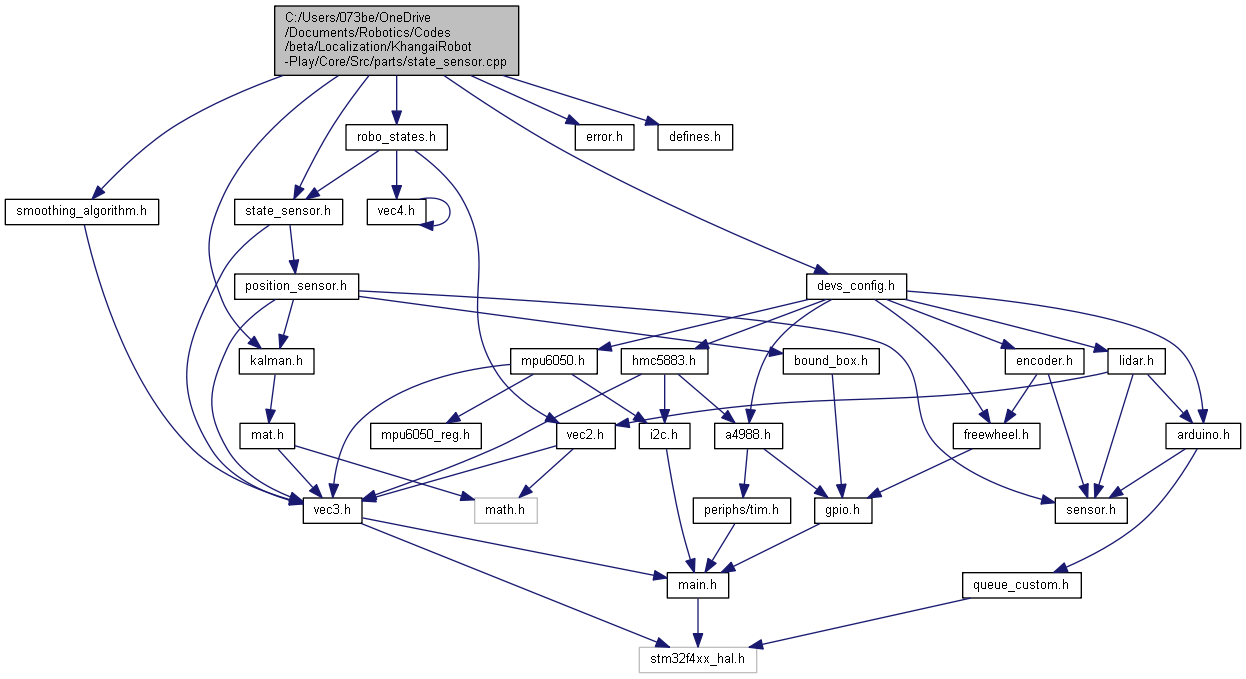 C:/Users/073be/OneDrive
/Documents/Robotics/Codes
/beta/Localization/KhangaiRobot
-Play/Core/Src/parts/state_sensor.cpp
robo_states.h
error.h
defines.h
smoothing_algorithm.h
state_sensor.h
vec4.h
position_sensor.h
devs_config.h
kalman.h
mpu6050.h
hmc5883.h
bound_box.h
encoder.h
lidar.h
mat.h
mpu6050_reg.h
vec2.h
i2c.h
a4988.h
freewheel.h
arduino.h
vec3.h
math.h
periphs/tim.h
gpio.h
sensor.h
main.h
queue_custom.h
stm32f4xx_hal.h